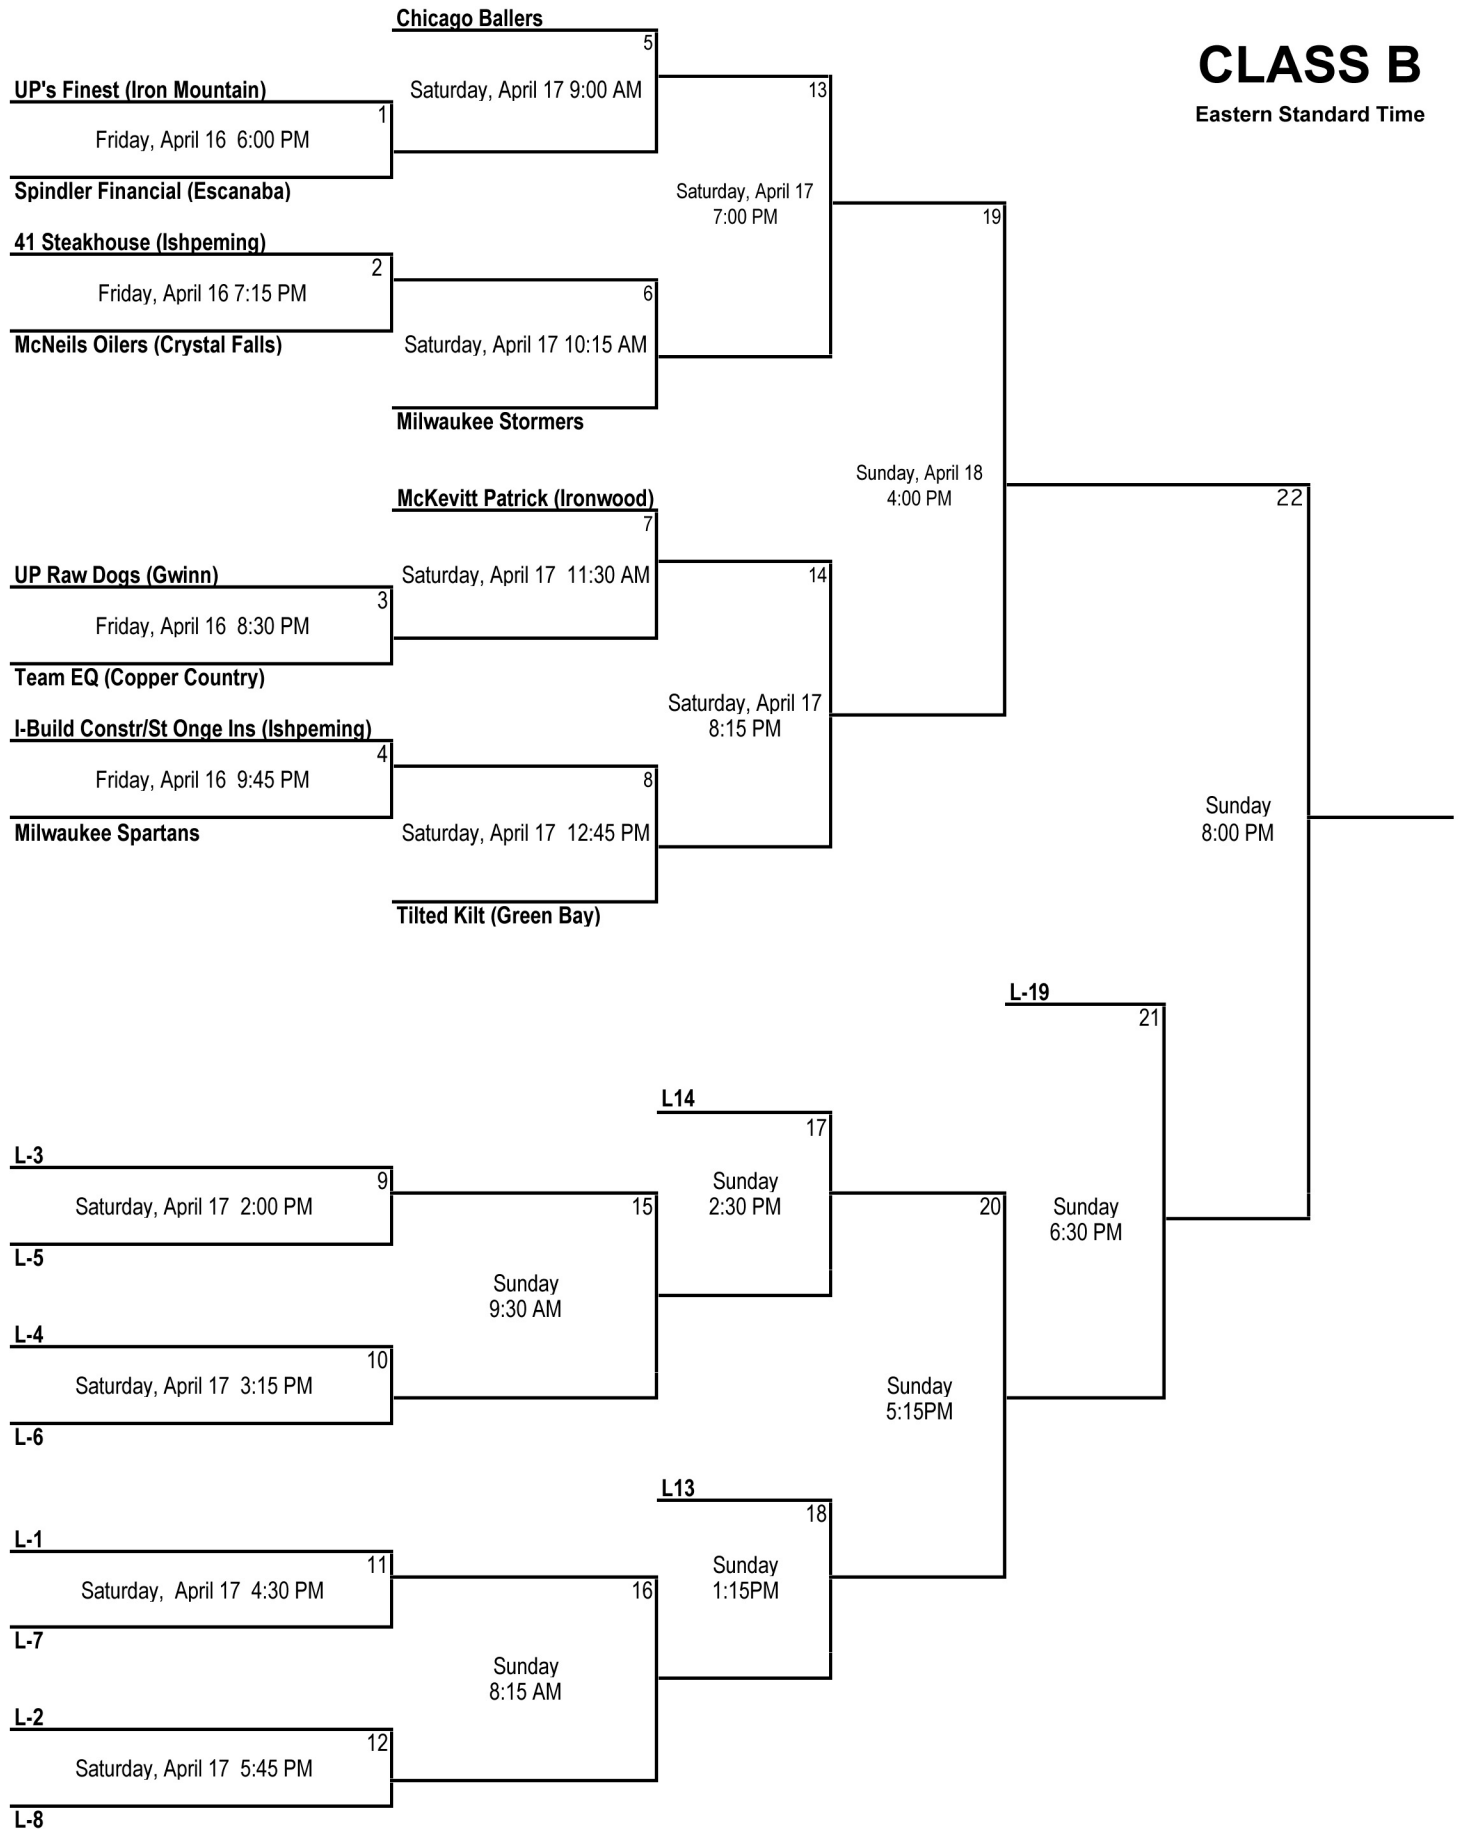 Chicago Ballers
5
CLASS B
Eastern Standard Time
UP's Finest (Iron Mountain)
Saturday, April 17 9:00 AM
13
1
Friday, April 16  6:00 PM
Spindler Financial (Escanaba)
Saturday, April 17
7:00 PM
19
41 Steakhouse (Ishpeming)
2
Friday, April 16 7:15 PM
6
McNeils Oilers (Crystal Falls)
Saturday, April 17 10:15 AM
Milwaukee Stormers
Sunday, April 18
4:00 PM
22
McKevitt Patrick (Ironwood)
7
UP Raw Dogs (Gwinn)
Saturday, April 17  11:30 AM
14
3
Friday, April 16  8:30 PM
Team EQ (Copper Country)
Saturday, April 17
8:15 PM
I-Build Constr/St Onge Ins (Ishpeming)
4
Friday, April 16  9:45 PM
8
Milwaukee Spartans
Saturday, April 17  12:45 PM
Sunday
8:00 PM
Tilted Kilt (Green Bay)
L-19
21
L14
17
L-3
9
Saturday, April 17  2:00 PM
15
Sunday
2:30 PM
20
Sunday
6:30 PM
L-5
Sunday
9:30 AM
L-4
10
Saturday, April 17  3:15 PM
Sunday
5:15PM
L-6
L13
18
L-1
11
Saturday,  April 17  4:30 PM
16
Sunday
1:15PM
L-7
Sunday
8:15 AM
L-2
12
Saturday, April 17  5:45 PM
L-8